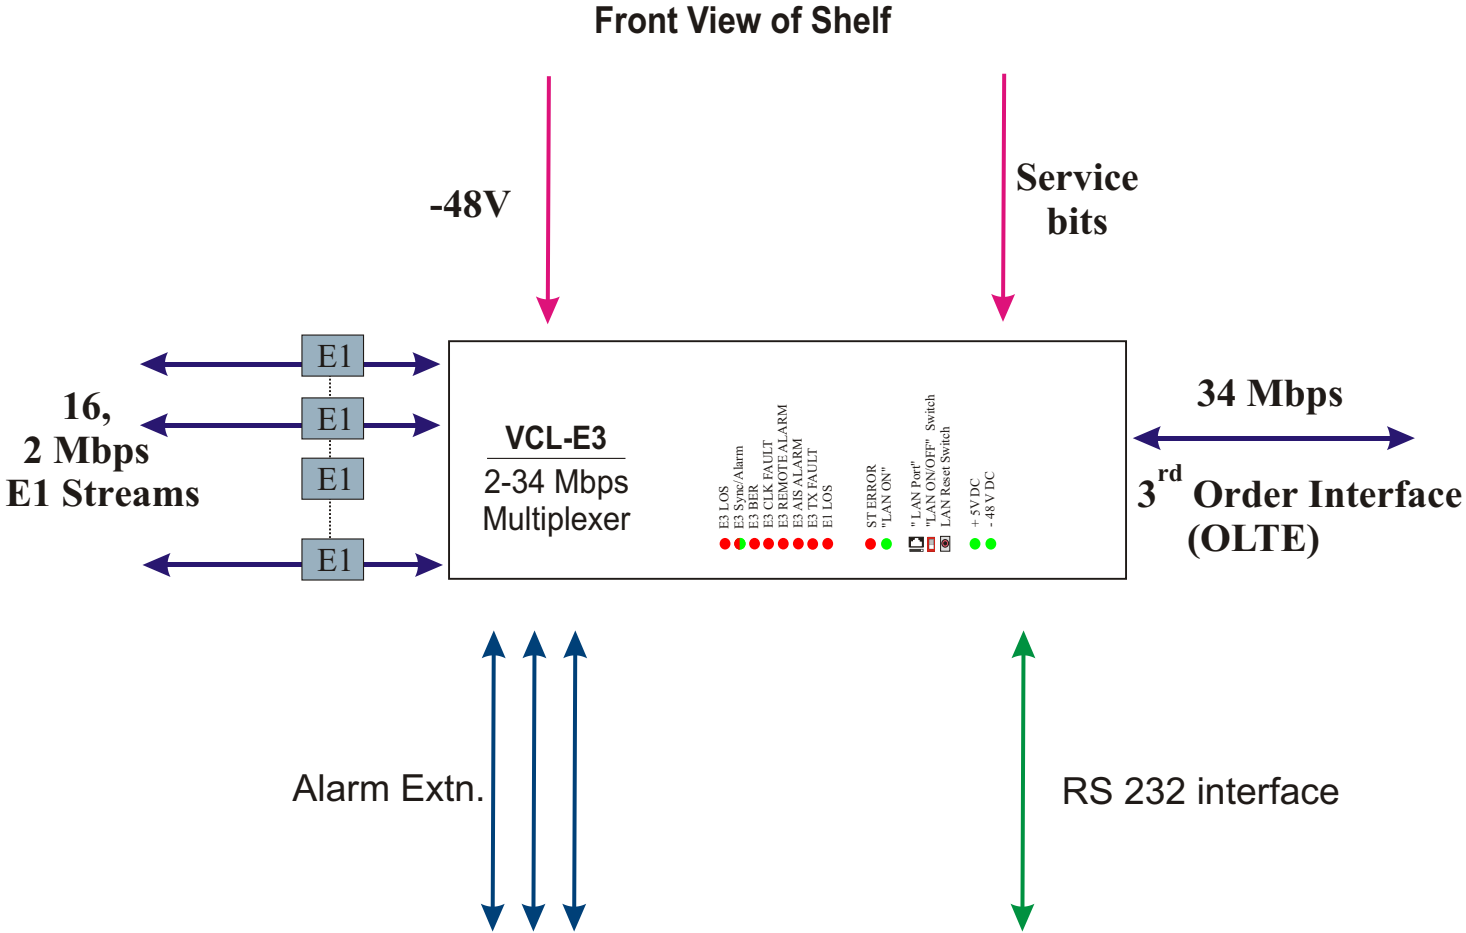 Front View of Shelf
-48V
Service
bits
E1
E1
E1
E1
16,
2 Mbps
E1 Streams
VCL-E3
2-34 Mbps
Multiplexer
E3 LOS
E3 Sync/Alarm
E3 BER
E3 CLK FAULT
E3 REMOTE ALARM
E3 AIS ALARM
E3 TX FAULT
E1 LOS
ST ERROR
"LAN ON"
" LAN Port"
"LAN ON/OFF" Switch
LAN Reset Switch
+ 5V DC
- 48 V DC
34 Mbps
3rd Order Interface
(OLTE)
Alarm Extn.
RS 232 interface